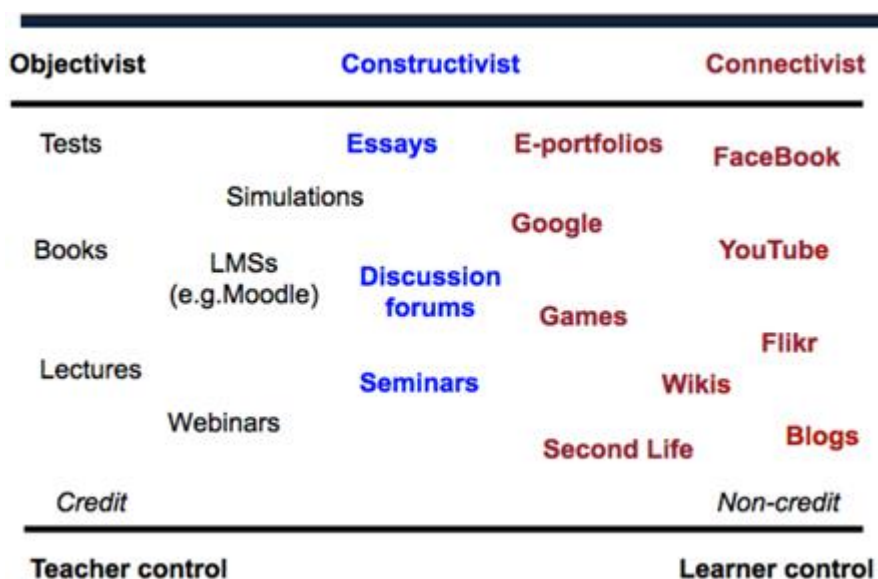 Objectivist Constructivist Connectivist
Tests Essays E-portfolios FaceBook
Simulations
Google
Books YouTube
LMSs
(e.g.Moodle)
Discussion
forums
Games
Flikr
Lectures Seminars Wikis
Webinars Blogs
Second Life
Credit Non-credit
Teacher control Learner control